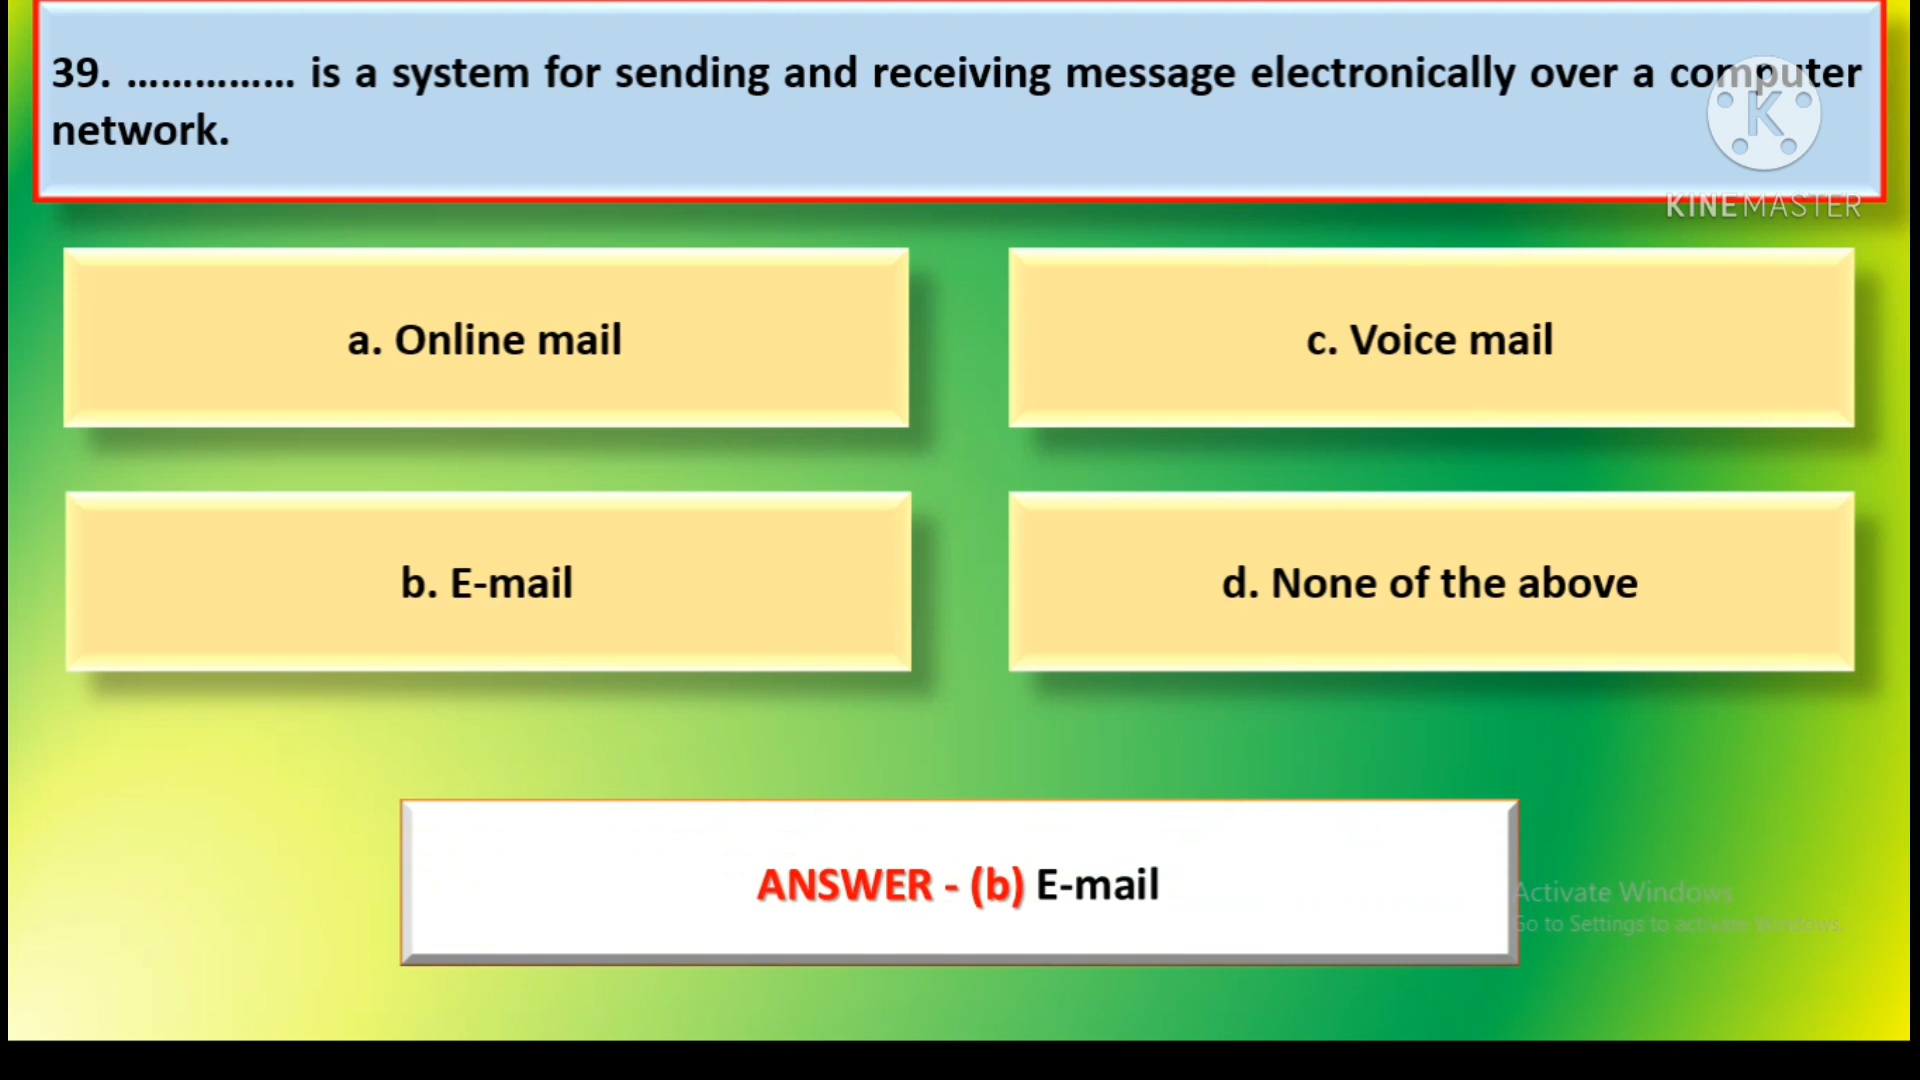 39. …………… is a system for sending and receiving message electronically over a computer
network.
K
KINEMASTER
a. Online mail
c. Voice mail
b. E-mail
d. None of the above
ANSWER - (b) E-mail
Activate Windows
Go to Settings to activate Windows.